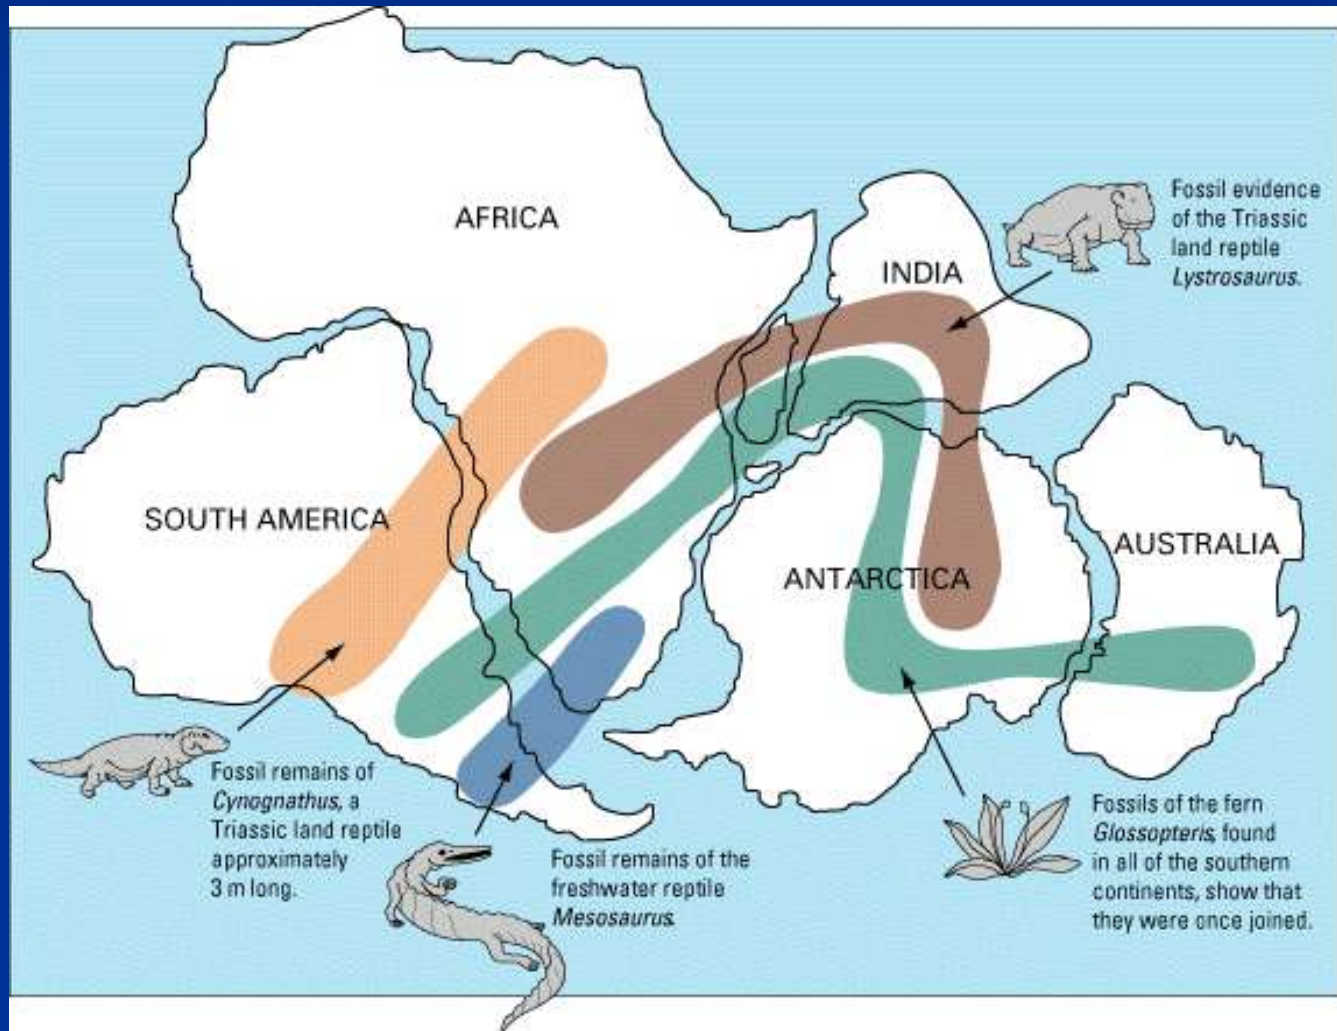 AFRICA
INDIA
Fossil evidence
of the Triassic
land reptile
Lystrosaurus.
SOUTH AMERICA
ANTARCTICA
AUSTRALIA
Fossil remains of
Cynognathus, a
Triassic land reptile
approximately
3 m long.
Fossil remains of the
freshwater reptile
Mesosaurus.
Fossils of the fern
Glossopteris, found
in all of the southern
continents, show that
they were once joined.